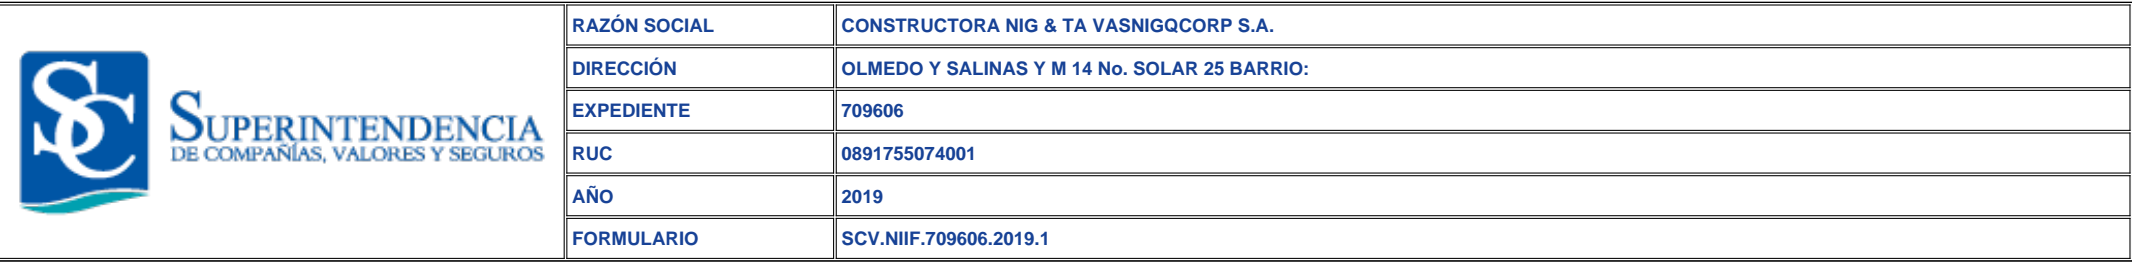 SC
SUPERINTENDENCIA
DE COMPAÑÍAS, VALORES Y SEGUROS
RAZÓN SOCIAL CONSTRUCTORA NIG & TA VASNIGQCORP S.A.
DIRECCIÓN OLMEDO Y SALINAS Y M 14 No. SOLAR 25 BARRIO:
EXPEDIENTE 709606
RUC 0891755074001
AÑO 2019
FORMULARIO SCV.NIIF.709606.2019.1